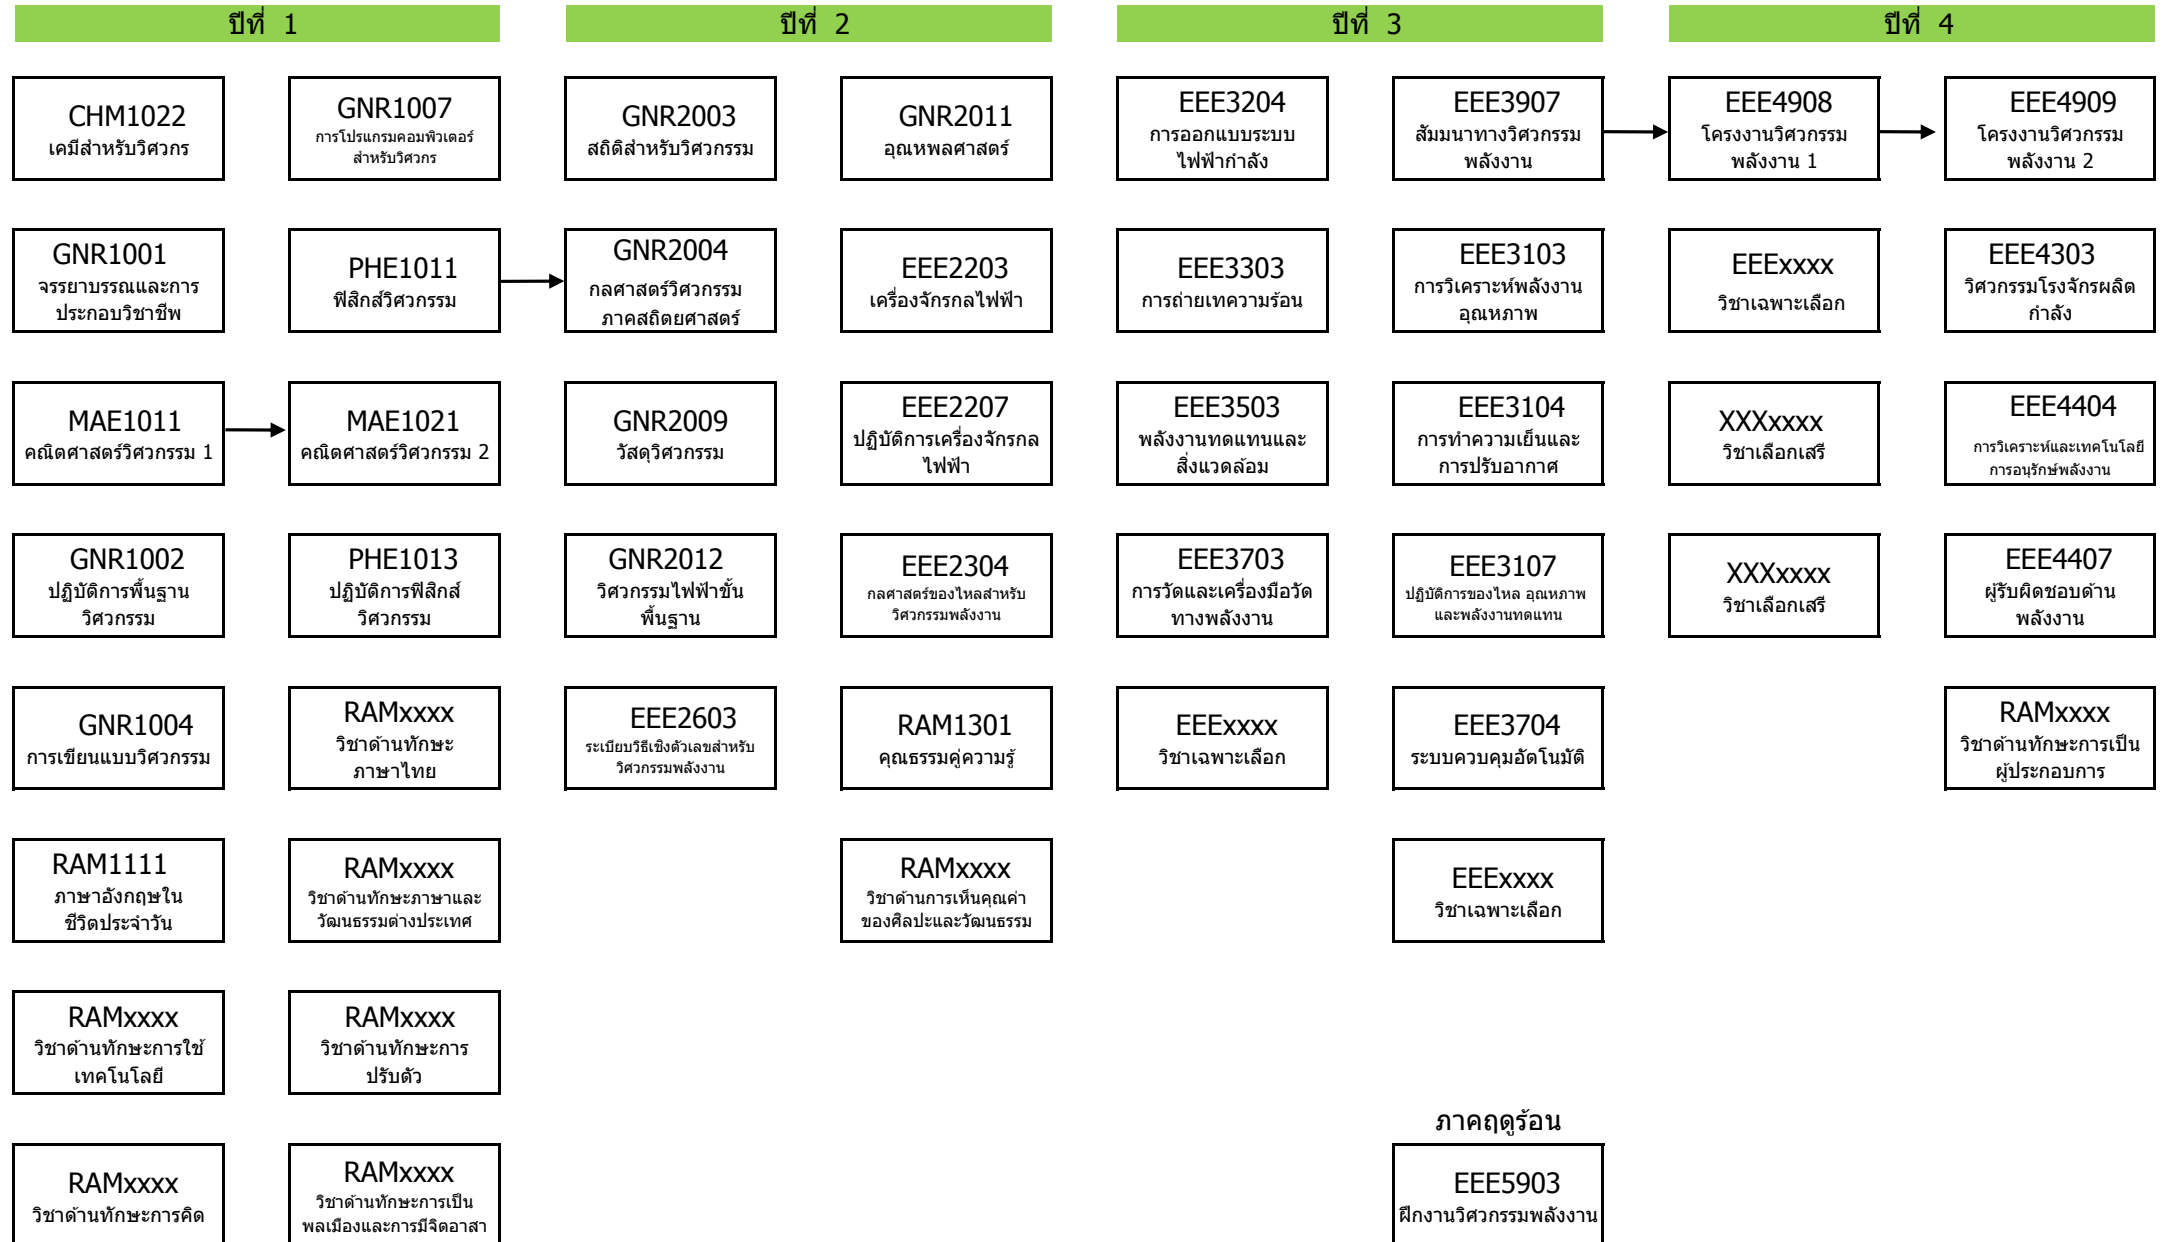 ปีที่ 1
ปีที่ 2
ปีที่ 3
ปีที่ 4
CHM1022
เคมีสำหรับวิศวกร
GNR1007
การโปรแกรมคอมพิวเตอร์
สำหรับวิศวกร
GNR2003
สถิติสำหรับวิศวกรรม
GNR2011
อุณหพลศาสตร์
EEE3204
การออกแบบระบบ
ไฟฟ้ากำลัง
EEE3907
สัมมนาทางวิศวกรรม
พลังงาน
EEE4908
โครงงานวิศวกรรม
พลังงาน 1
EEE4909
โครงงานวิศวกรรม
พลังงาน 2
GNR1001
จรรยาบรรณและการ
ประกอบวิชาชีพ
PHE1011
ฟิสิกส์วิศวกรรม
GNR2004
กลศาสตร์วิศวกรรม
ภาคสถิตยศาสตร์
EEE2203
เครื่องจักรกลไฟฟ้า
EEE3303
การถ่ายเทความร้อน
EEE3103
การวิเคราะห์พลังงาน
อุณหภาพ
EEExxxx
วิชาเฉพาะเลือก
EEE4303
วิศวกรรมโรงจักรผลิต
กำลัง
MAE1011
คณิตศาสตร์วิศวกรรม 1
MAE1021
คณิตศาสตร์วิศวกรรม 2
GNR2009
วัสดุวิศวกรรม
EEE2207
ปฏิบัติการเครื่องจักรกล
ไฟฟ้า
EEE3503
พลังงานทดแทนและ
สิ่งแวดล้อม
EEE3104
การทำความเย็นและ
การปรับอากาศ
XXXxxxx
วิชาเลือกเสรี
EEE4404
การวิเคราะห์และเทคโนโลยี
การอนุรักษ์พลังงาน
GNR1002
ปฏิบัติการพื้นฐาน
วิศวกรรม
PHE1013
ปฏิบัติการฟิสิกส์
วิศวกรรม
GNR2012
วิศวกรรมไฟฟ้าขั้น
พื้นฐาน
EEE2304
กลศาสตร์ของไหลสำหรับ
วิศวกรรมพลังงาน
EEE3703
การวัดและเครื่องมือวัด
ทางพลังงาน
EEE3107
ปฏิบัติการของไหล อุณหภาพ
และพลังงานทดแทน
XXXxxxx
วิชาเลือกเสรี
EEE4407
ผู้รับผิดชอบด้าน
พลังงาน
GNR1004
การเขียนแบบวิศวกรรม
RAMxxxx
วิชาด้านทักษะ
ภาษาไทย
EEE2603
ระเบียบวิธีเชิงตัวเลขสำหรับ
วิศวกรรมพลังงาน
RAM1301
คุณธรรมคู่ความรู้
EEExxxx
วิชาเฉพาะเลือก
EEE3704
ระบบควบคุมอัตโนมัติ
RAMxxxx
วิชาด้านทักษะการเป็น
ผู้ประกอบการ
RAM1111
ภาษาอังกฤษใน
ชีวิตประจำวัน
RAMxxxx
วิชาด้านทักษะภาษาและ
วัฒนธรรมต่างประเทศ
RAMxxxx
วิชาด้านการเห็นคุณค่า
ของศิลปะและวัฒนธรรม
EEExxxx
วิชาเฉพาะเลือก
RAMxxxx
วิชาด้านทักษะการใช้
เทคโนโลยี
RAMxxxx
วิชาด้านทักษะการ
ปรับตัว
ภาคฤดูร้อน
RAMxxxx
วิชาด้านทักษะการคิด
RAMxxxx
วิชาด้านทักษะการเป็น
พลเมืองและการมีจิตอาสา
EEE5903
ฝึกงานวิศวกรรมพลังงาน